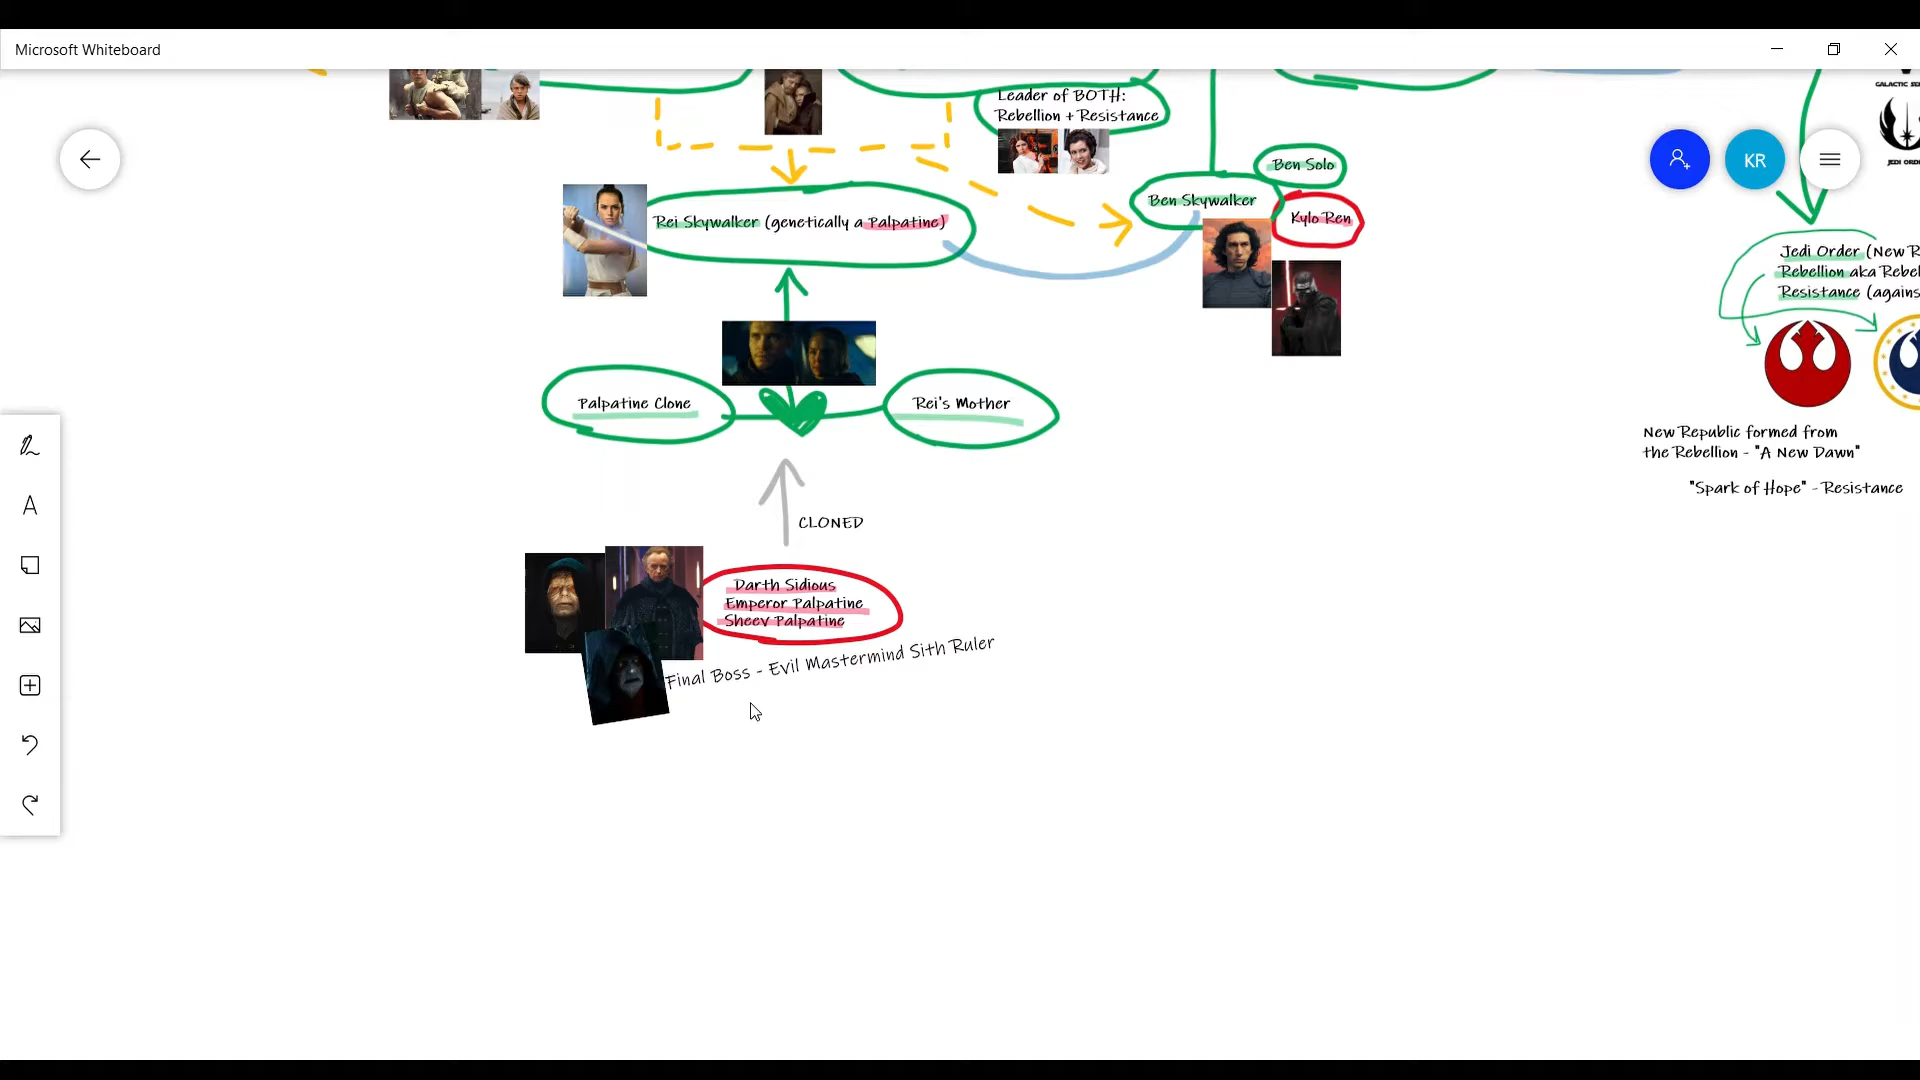 Microsoft Whiteboard
Leader of BOTH:
Rebellion + Resistance
GALACTIC
JEDI
KR
Ben Solo
Ben Skywalker
Kylo Ren
Rei Skywalker (genetically a Palpatine)
Jedi Order (New R
Rebellion aka Rebel
Resistance (agains
Palpatine Clone
Rei's Mother
New Republic formed from
the Rebellion - "A New Dawn"
"Spark of Hope" - Resistance
CLONED
Darth Sidious
Emperor Palpatine
Sheev Palpatine
Final Boss - Evil Mastermind Sith Ruler